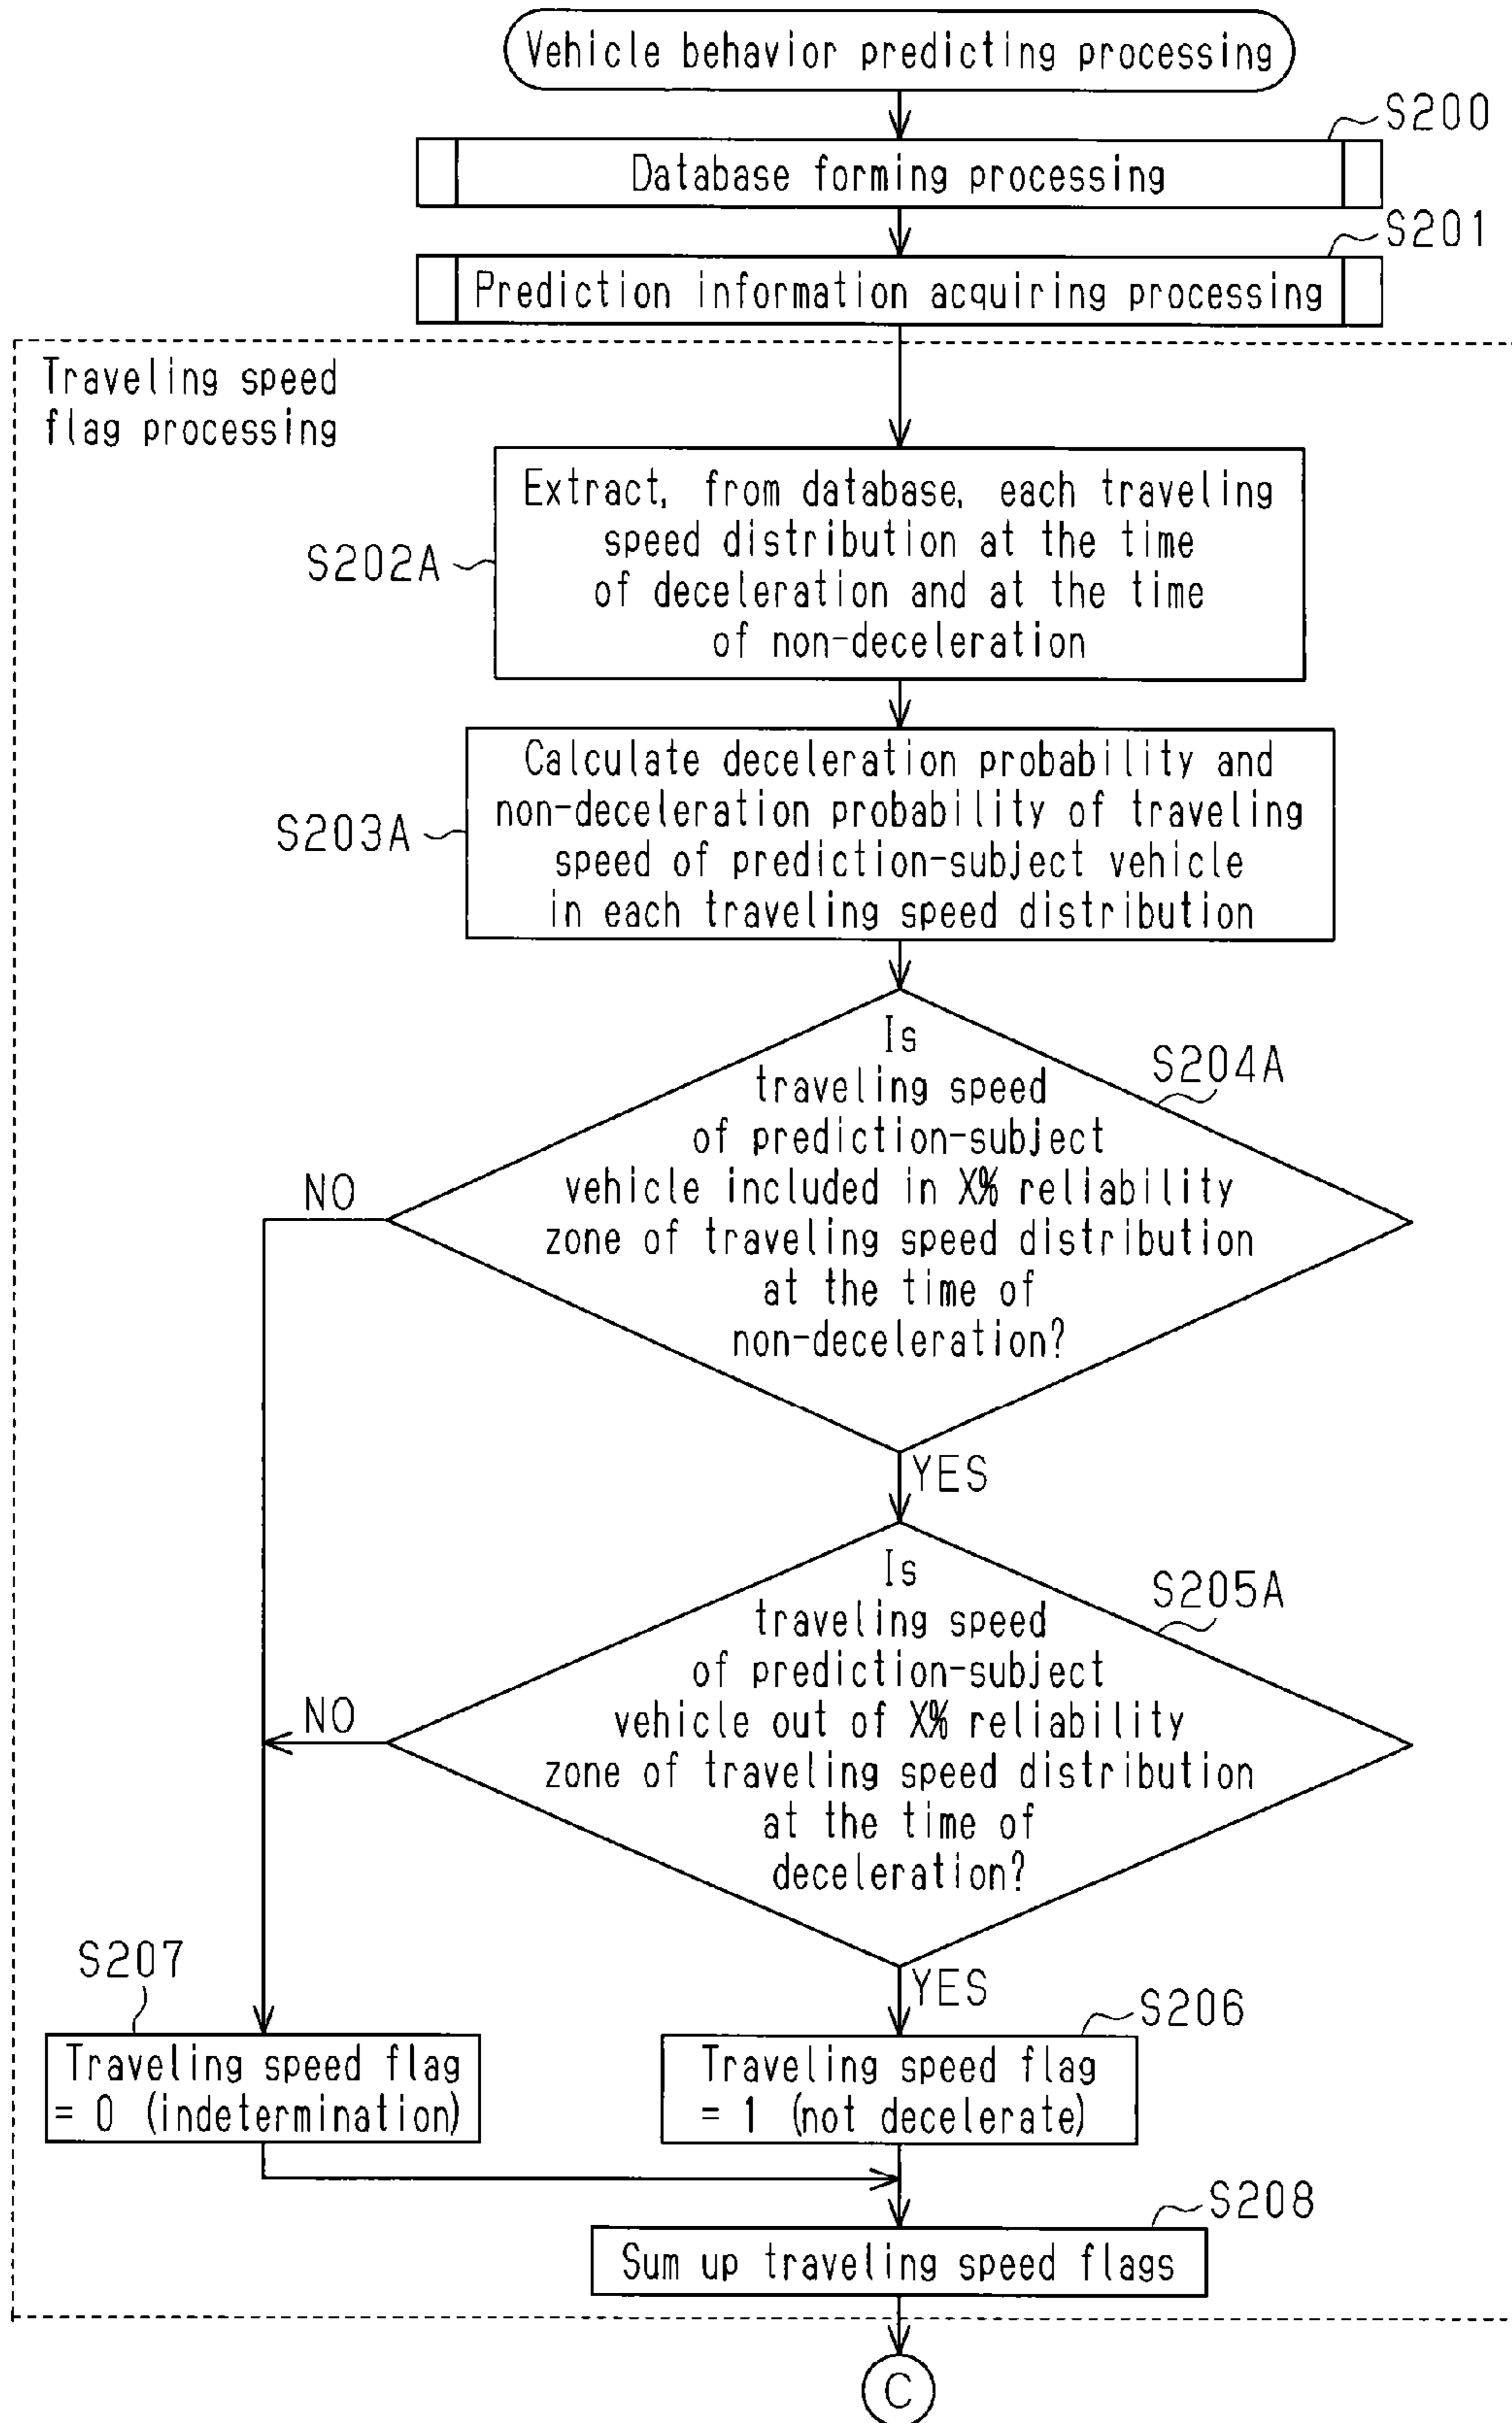 Vehicle behavior predicting processing
S200
Database forming processing
S201
Prediction information acquiring processing
Traveling speed
flag processing
S202A
Extract, from database, each traveling
speed distribution at the time
of deceleration and at the time
of non-deceleration
S203A
Calculate deceleration probability and
non-deceleration probability of traveling
speed of prediction-subject vehicle
in each traveling speed distribution
S204A
Is
traveling speed
of prediction-subject
vehicle included in X% reliability
zone of traveling speed distribution
at the time of
non-deceleration?
NO
YES
S205A
Is
traveling speed
of prediction-subject
vehicle out of X% reliability
zone of traveling speed distribution
at the time of
deceleration?
NO
YES
S207
Traveling speed flag
= 0 (indetermination)
S206
Traveling speed flag
= 1 (not decelerate)
S208
Sum up traveling speed flags
C